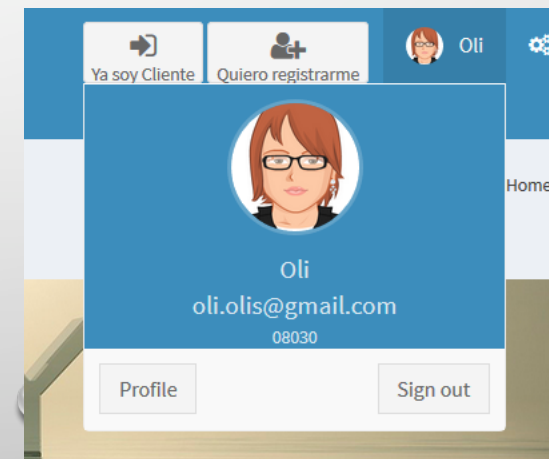 Ya soy Cliente
Quiero registrarme
Oli
Home
Oli
oli.olis@gmail.com
08030
Profile
Sign out